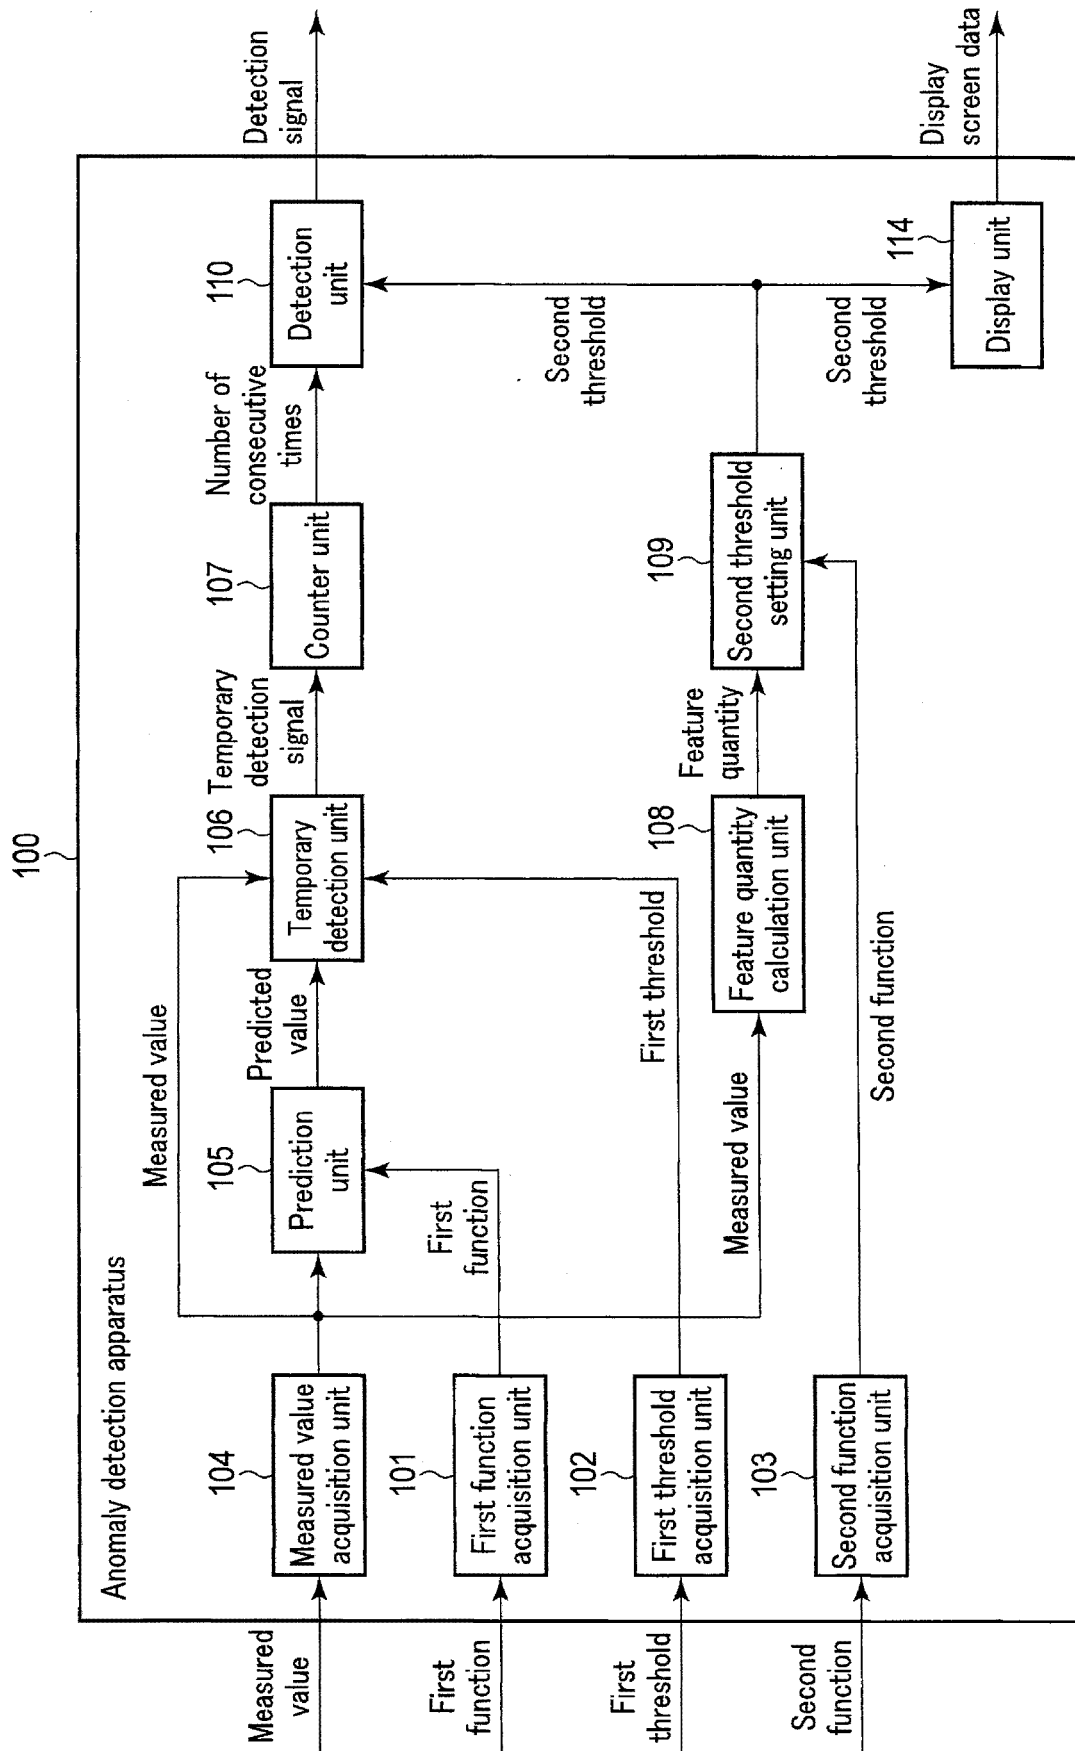 100
Anomaly detection apparatus
Measured
value
104
Measured value
acquisition unit
Measured value
105
Prediction
unit
Predicted
value
106
Temporary
detection unit
Temporary
detection
signal
107
Counter unit
Number of
consecutive
times
110
Detection
unit
Detection
signal
First
function
101
First function
acquisition unit
First
function
First
threshold
102
First threshold
acquisition unit
First threshold
Second
threshold
Measured value
108
Feature quantity
calculation unit
Feature
quantity
109
Second threshold
setting unit
Second
threshold
114
Display unit
Display
screen data
Second
function
103
Second function
acquisition unit
Second function